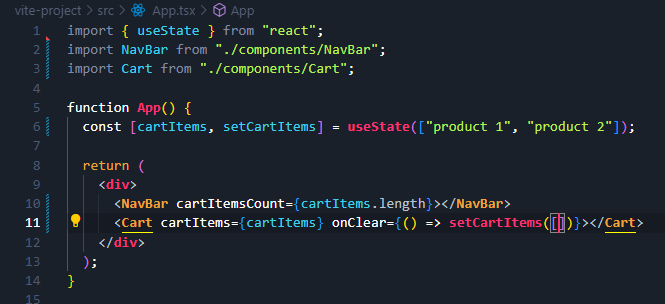 vite-project > src > App.tsx > App
1 import { useState } from "react";
2 import NavBar from "./components/NavBar";
3 import Cart from "./components/Cart";
4
5 function App() {
6 const [cartItems, setCartItems] = useState(["product 1", "product 2"]);
7
8 return (
9 <div>
10 <NavBar cartItemsCount={cartItems.length}></NavBar>
11 <Cart cartItems={cartItems} onClear={() => setCartItems([])}></Cart>
12 </div>
13 );
14 }
15